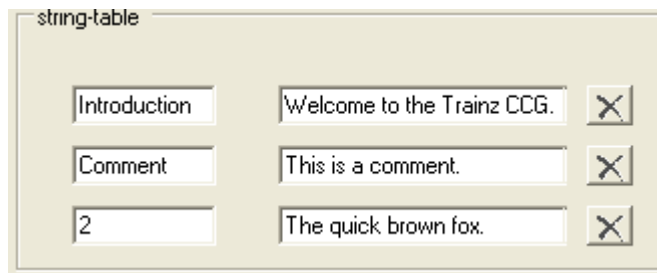 string-table
Introduction Welcome to the Trainz CCG.
Comment This is a comment.
2 The quick brown fox.